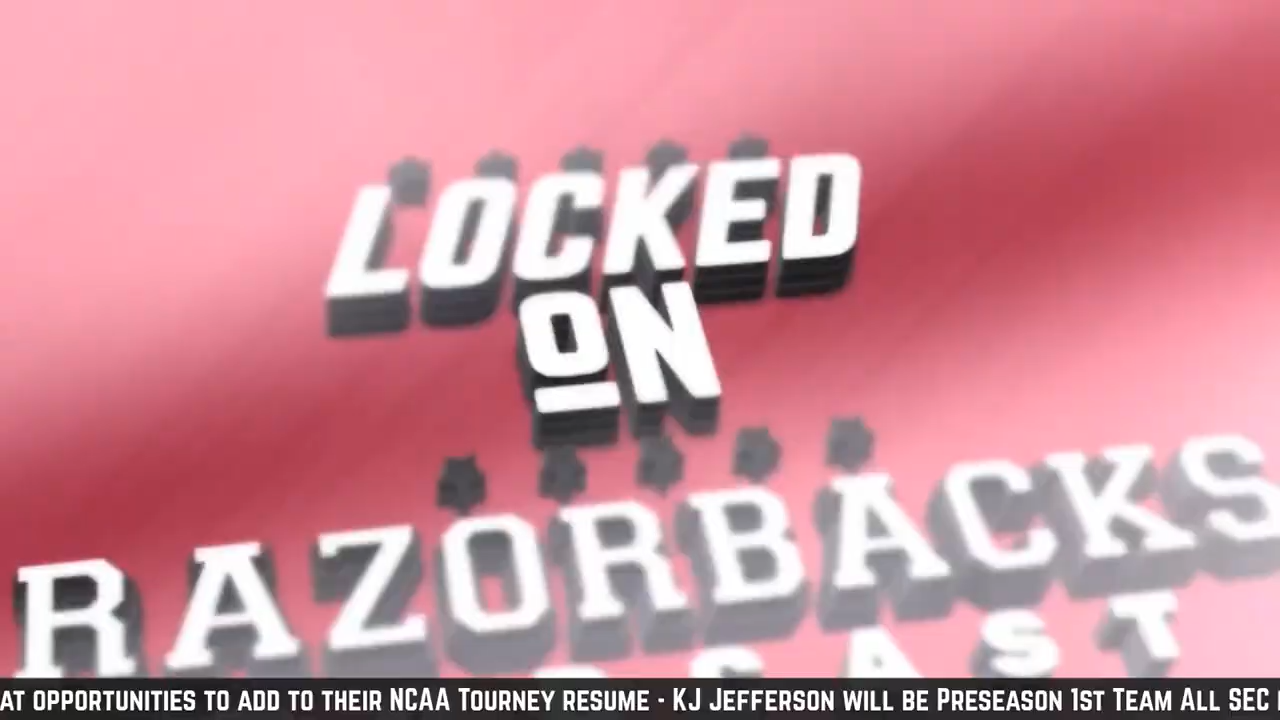 LOCKED
ON
RAZORBACKS
CAST
AT OPPORTUNITIES TO ADD TO THEIR NCAA TOURNEY RESUME - KJ JEFFERSON WILL BE PRESEASON 1ST TEAM ALL SEC